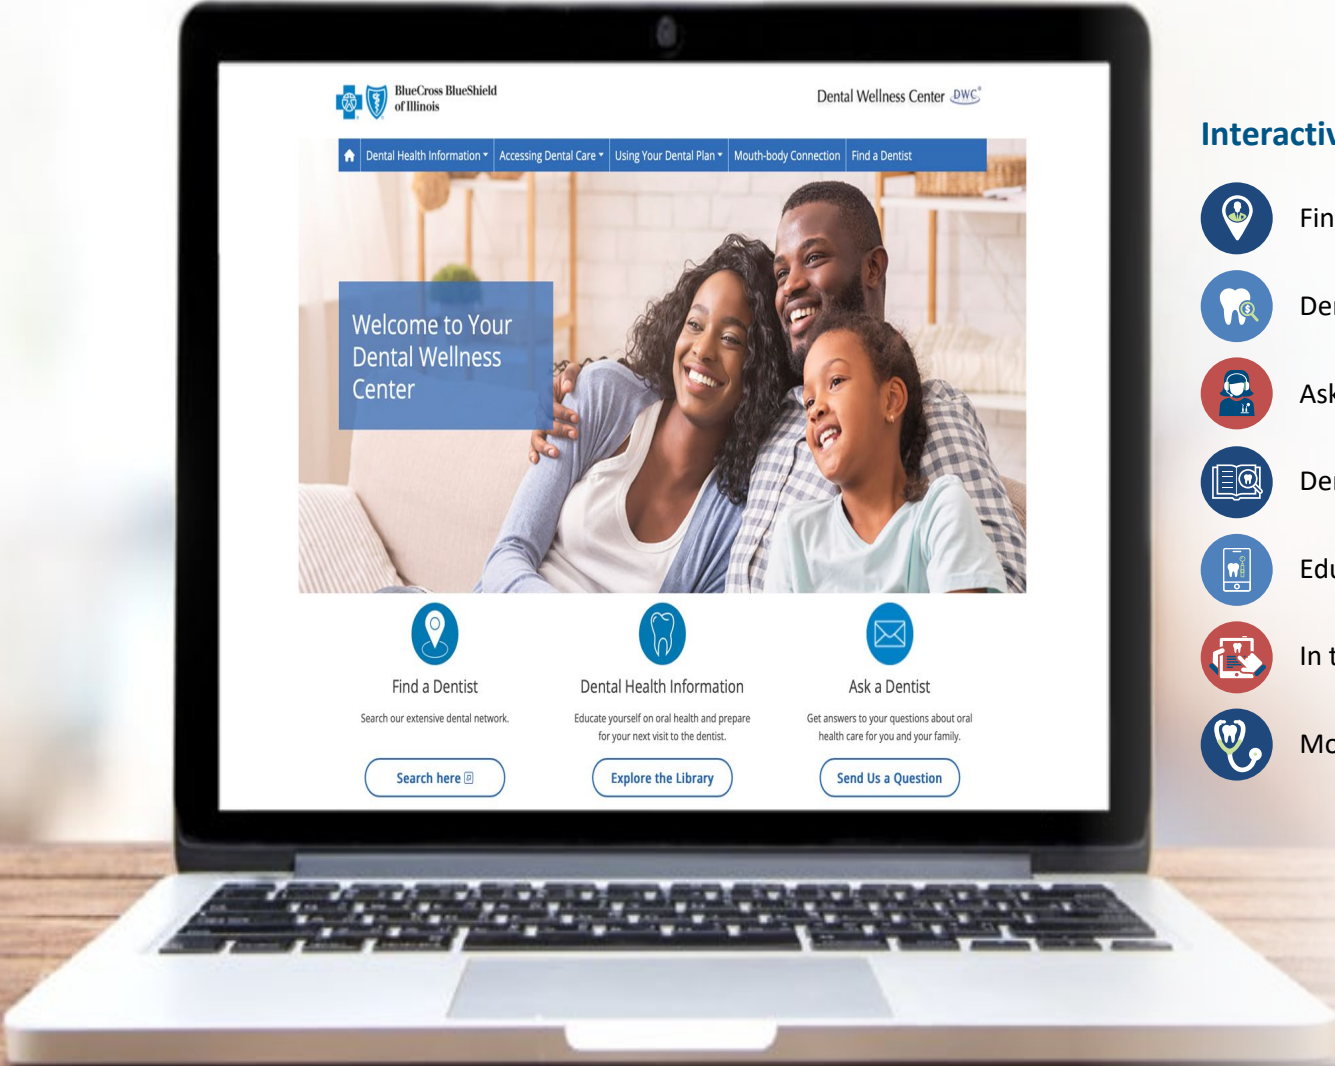 BlueCross BlueShield
of Illinois
Dental Wellness Center DWC®
Dental Health Information
Accessing Dental Care
Using Your Dental Plan
Mouth-body Connection
Find a Dentist
Welcome to Your
Dental Wellness
Center
Find a Dentist
Search our extensive dental network.
Search here
Dental Health Information
Educate yourself on oral health and prepare
for your next visit to the dentist.
Explore the Library
Ask a Dentist
Get answers to your questions about oral
health care for you and your family.
Send Us a Question
Interactiv
Fin
Der
Ask
Der
Edu
In t
Mo